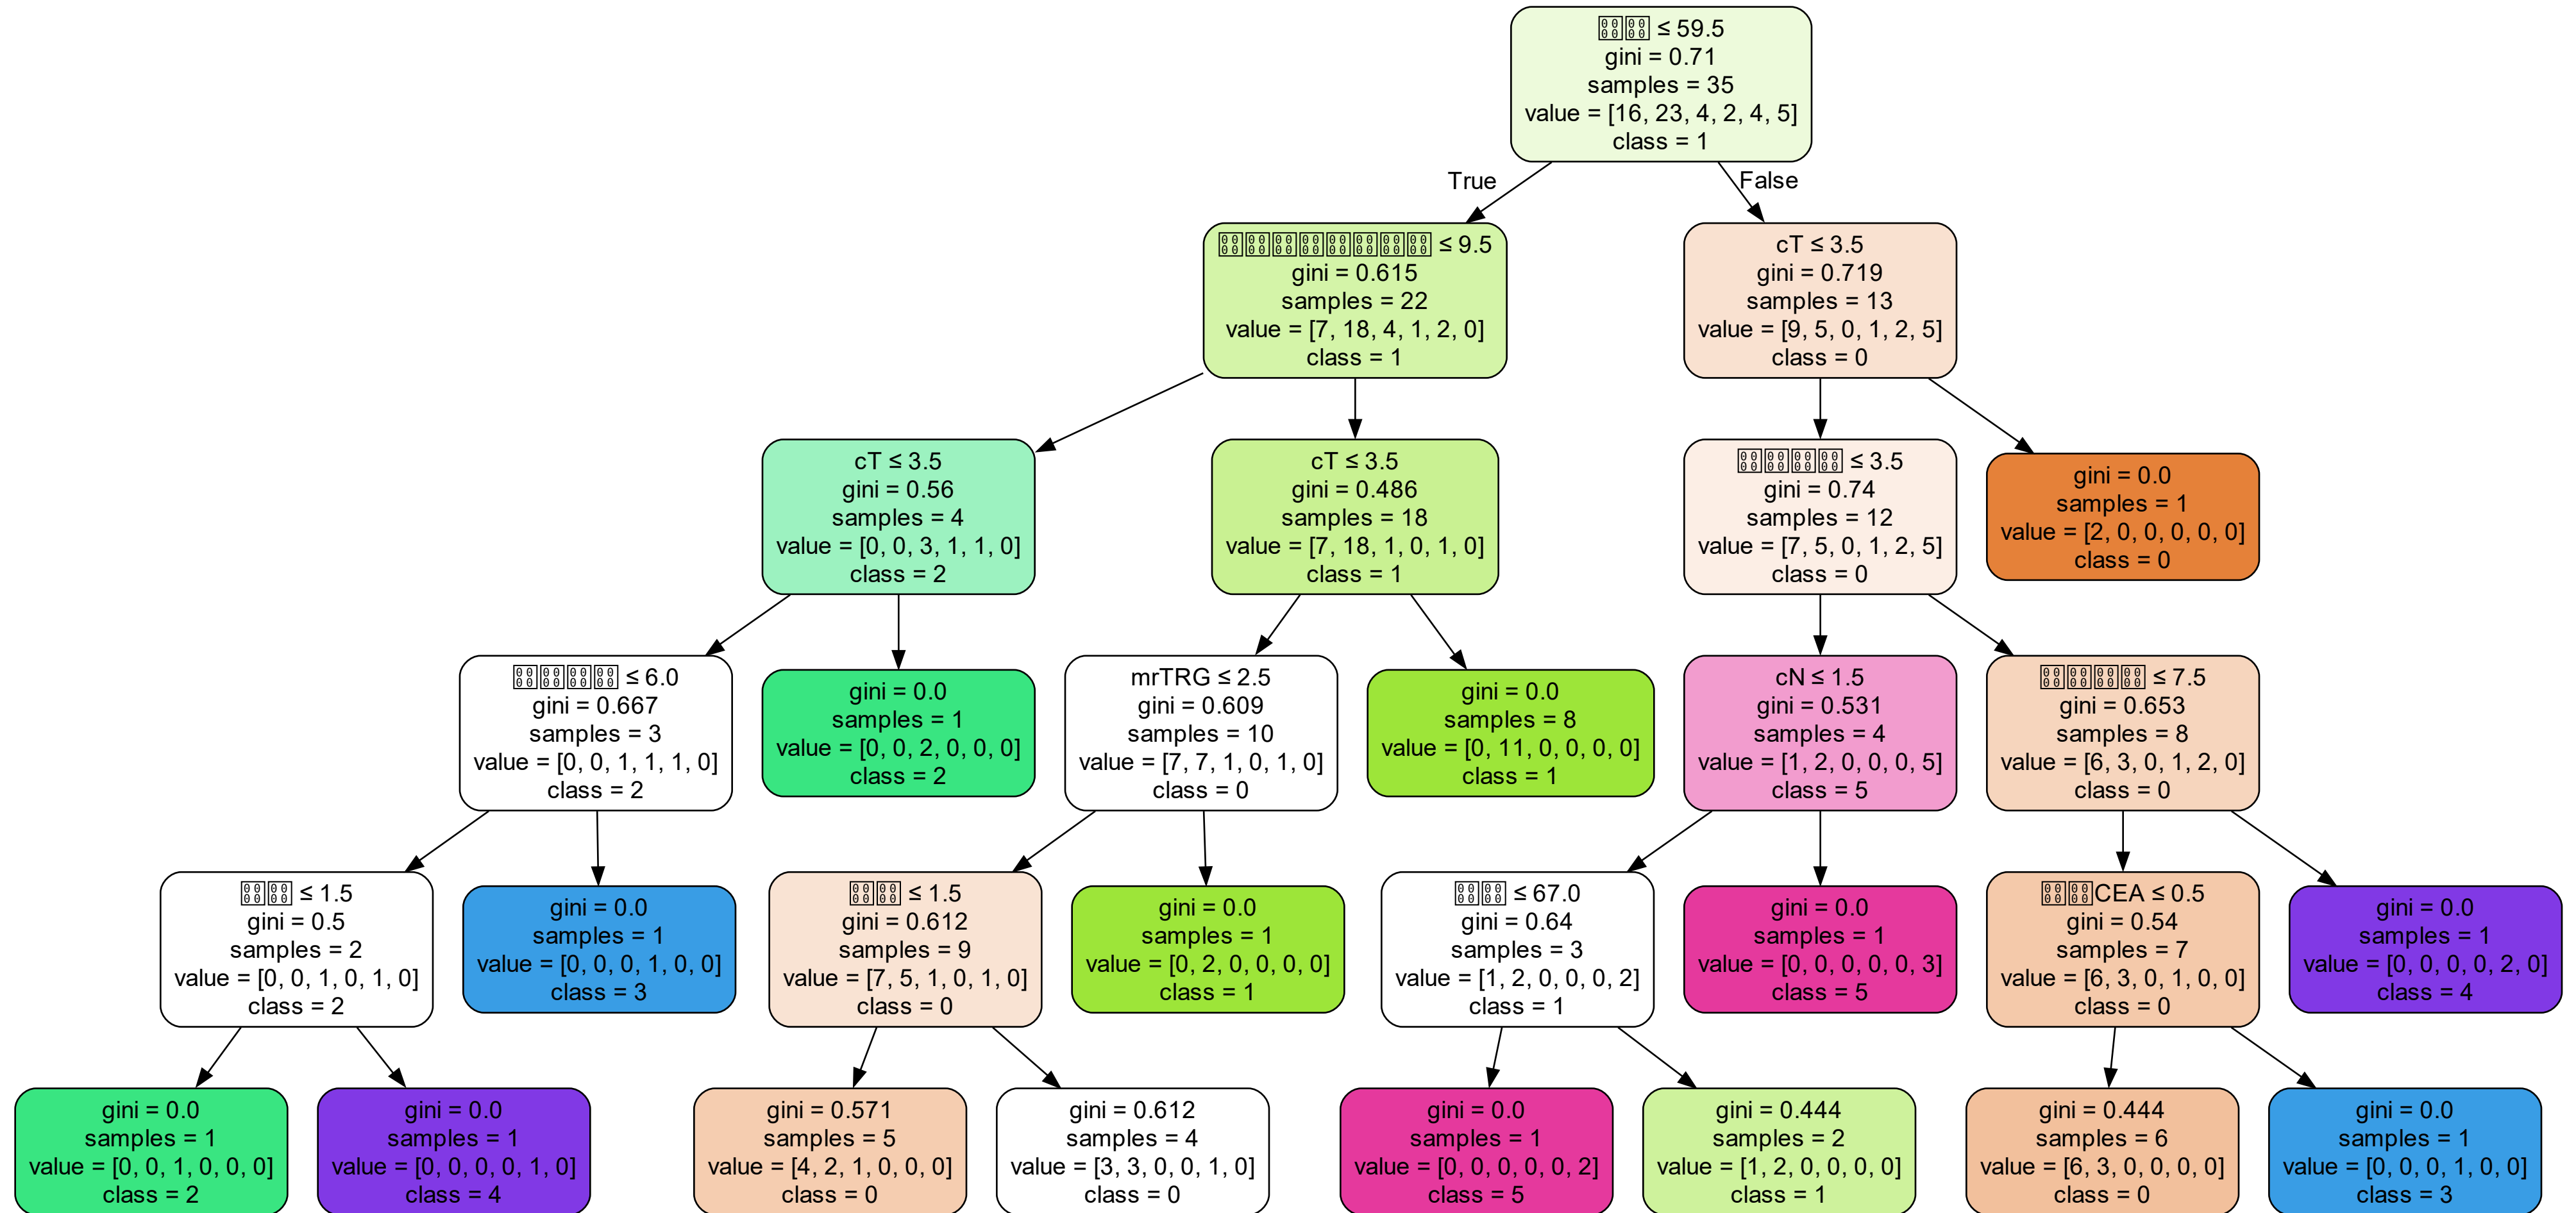 ≤ 59.5
gini = 0.71
samples = 35
value = [16, 23, 4, 2, 4, 5]
class = 1
True
False
≤ 9.5
gini = 0.615
samples = 22
value = [7, 18, 4, 1, 2, 0]
class = 1
cT ≤ 3.5
gini = 0.719
samples = 13
value = [9, 5, 0, 1, 2, 5]
class = 0
cT ≤ 3.5
gini = 0.56
samples = 4
value = [0, 0, 3, 1, 1, 0]
class = 2
cT ≤ 3.5
gini = 0.486
samples = 18
value = [7, 18, 1, 0, 1, 0]
class = 1
≤ 3.5
gini = 0.74
samples = 12
value = [7, 5, 0, 1, 2, 5]
class = 0
gini = 0.0
samples = 1
value = [2, 0, 0, 0, 0, 0]
class = 0
≤ 6.0
gini = 0.667
samples = 3
value = [0, 0, 1, 1, 1, 0]
class = 2
gini = 0.0
samples = 1
value = [0, 0, 2, 0, 0, 0]
class = 2
mrTRG ≤ 2.5
gini = 0.609
samples = 10
value = [7, 7, 1, 0, 1, 0]
class = 0
gini = 0.0
samples = 8
value = [0, 11, 0, 0, 0, 0]
class = 1
cN ≤ 1.5
gini = 0.531
samples = 4
value = [1, 2, 0, 0, 0, 5]
class = 5
≤ 7.5
gini = 0.653
samples = 8
value = [6, 3, 0, 1, 2, 0]
class = 0
≤ 1.5
gini = 0.5
samples = 2
value = [0, 0, 1, 0, 1, 0]
class = 2
gini = 0.0
samples = 1
value = [0, 0, 0, 1, 0, 0]
class = 3
≤ 1.5
gini = 0.612
samples = 9
value = [7, 5, 1, 0, 1, 0]
class = 0
gini = 0.0
samples = 1
value = [0, 2, 0, 0, 0, 0]
class = 1
≤ 67.0
gini = 0.64
samples = 3
value = [1, 2, 0, 0, 0, 2]
class = 1
gini = 0.0
samples = 1
value = [0, 0, 0, 0, 0, 3]
class = 5
CEA ≤ 0.5
gini = 0.54
samples = 7
value = [6, 3, 0, 1, 0, 0]
class = 0
gini = 0.0
samples = 1
value = [0, 0, 0, 0, 2, 0]
class = 4
gini = 0.0
samples = 1
value = [0, 0, 1, 0, 0, 0]
class = 2
gini = 0.0
samples = 1
value = [0, 0, 0, 0, 1, 0]
class = 4
gini = 0.571
samples = 5
value = [4, 2, 1, 0, 0, 0]
class = 0
gini = 0.612
samples = 4
value = [3, 3, 0, 0, 1, 0]
class = 0
gini = 0.0
samples = 1
value = [0, 0, 0, 0, 0, 2]
class = 5
gini = 0.444
samples = 2
value = [1, 2, 0, 0, 0, 0]
class = 1
gini = 0.444
samples = 6
value = [6, 3, 0, 0, 0, 0]
class = 0
gini = 0.0
samples = 1
value = [0, 0, 0, 1, 0, 0]
class = 3